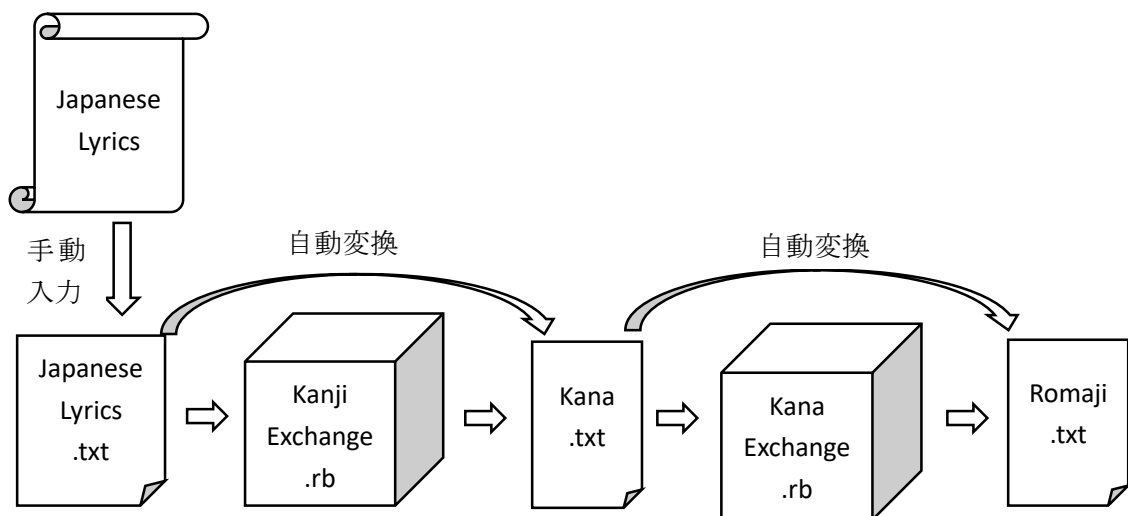 Japanese
Lyrics
手動
入力
自動変換
自動変換
Japanese
Lyrics
.txt
Kanji
Exchange
.rb
Kana
.txt
Kana
Exchange
.rb
Romaji
.txt